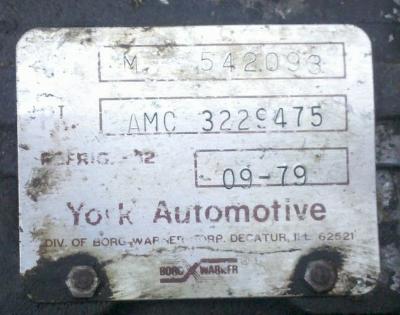 M 542093
T AMC 3229475
REFRIG.-12
09-79
York Automotive
DIV. OF BORG-WARNER CORP. DECATUR, ILL. 62521
BORG WARNER